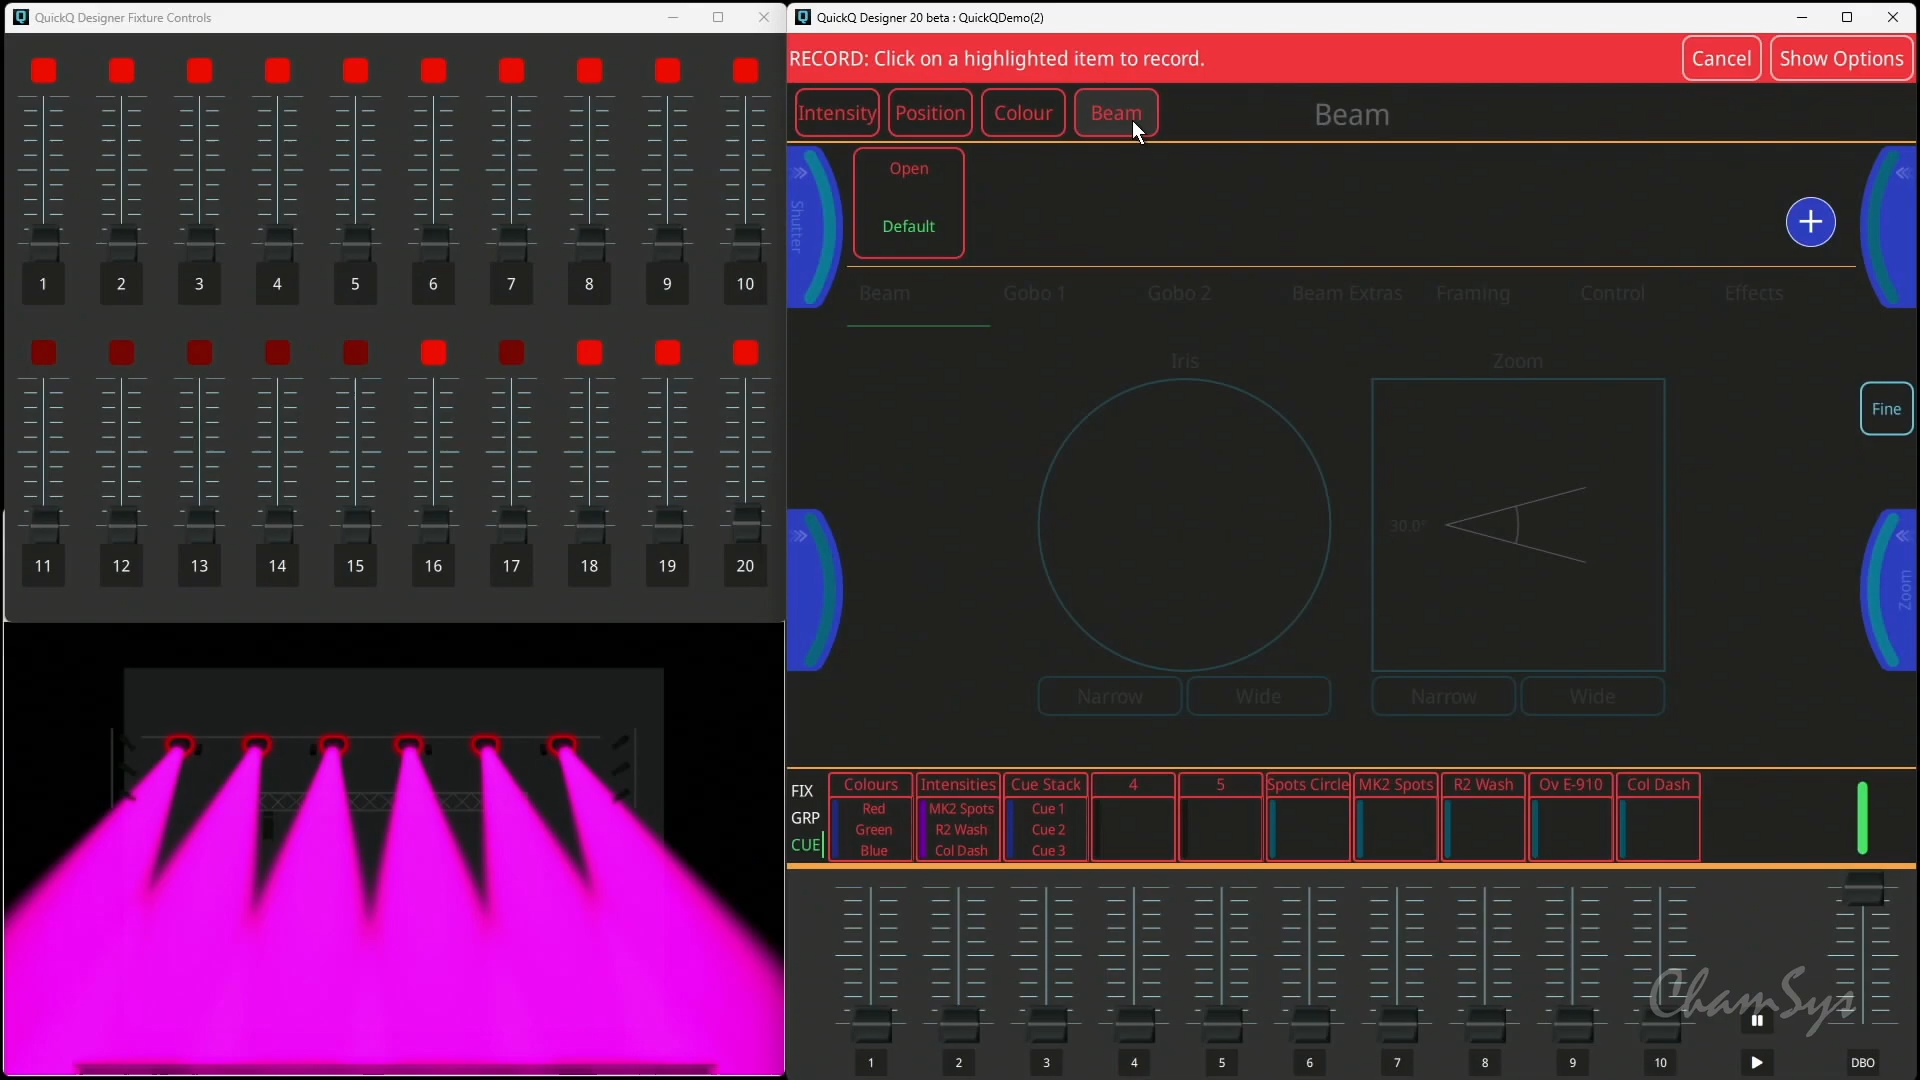 QuickQ Designer Fixture Controls
1 2 3 4 5 6 7 8 9 10
11 12 13 14 15 16 17 18 19 20
QuickQ Designer 20 beta : QuickQDemo(2)
RECORD: Click on a highlighted item to record.
Cancel
Show Options
Intensity
Position
Colour
Beam
Beam
Shutter
Open
Default
+
Beam Gobo 1 Gobo 2 Beam Extras Framing Control Effects
Iris
Zoom
Fine
30.0°
Zoom
Narrow Wide
Narrow Wide
FIX
GRP
CUE
Colours
Red
Green
Blue
Intensities
MK2 Spots
R2 Wash
Col Dash
Cue Stack
Cue 1
Cue 2
Cue 3
4
5
Spots Circle
MK2 Spots
R2 Wash
Ov E-910
Col Dash
ChamSys
1 2 3 4 5 6 7 8 9 10
DBO